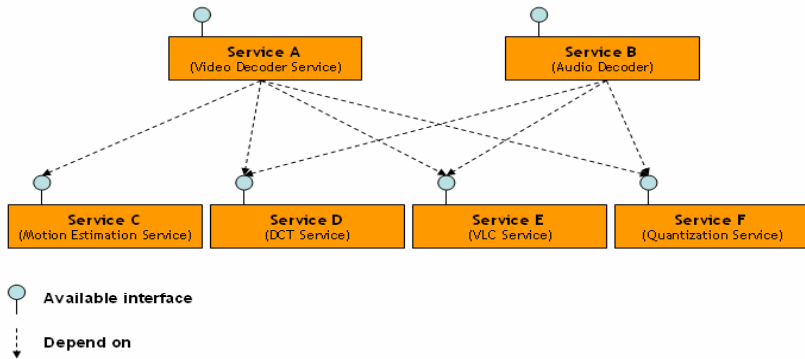 Service A
(Video Decoder Service)
Service B
(Audio Decoder)
Service C
(Motion Estimation Service)
Service D
(DCT Service)
Service E
(VLC Service)
Service F
(Quantization Service)
Available interface
Depend on